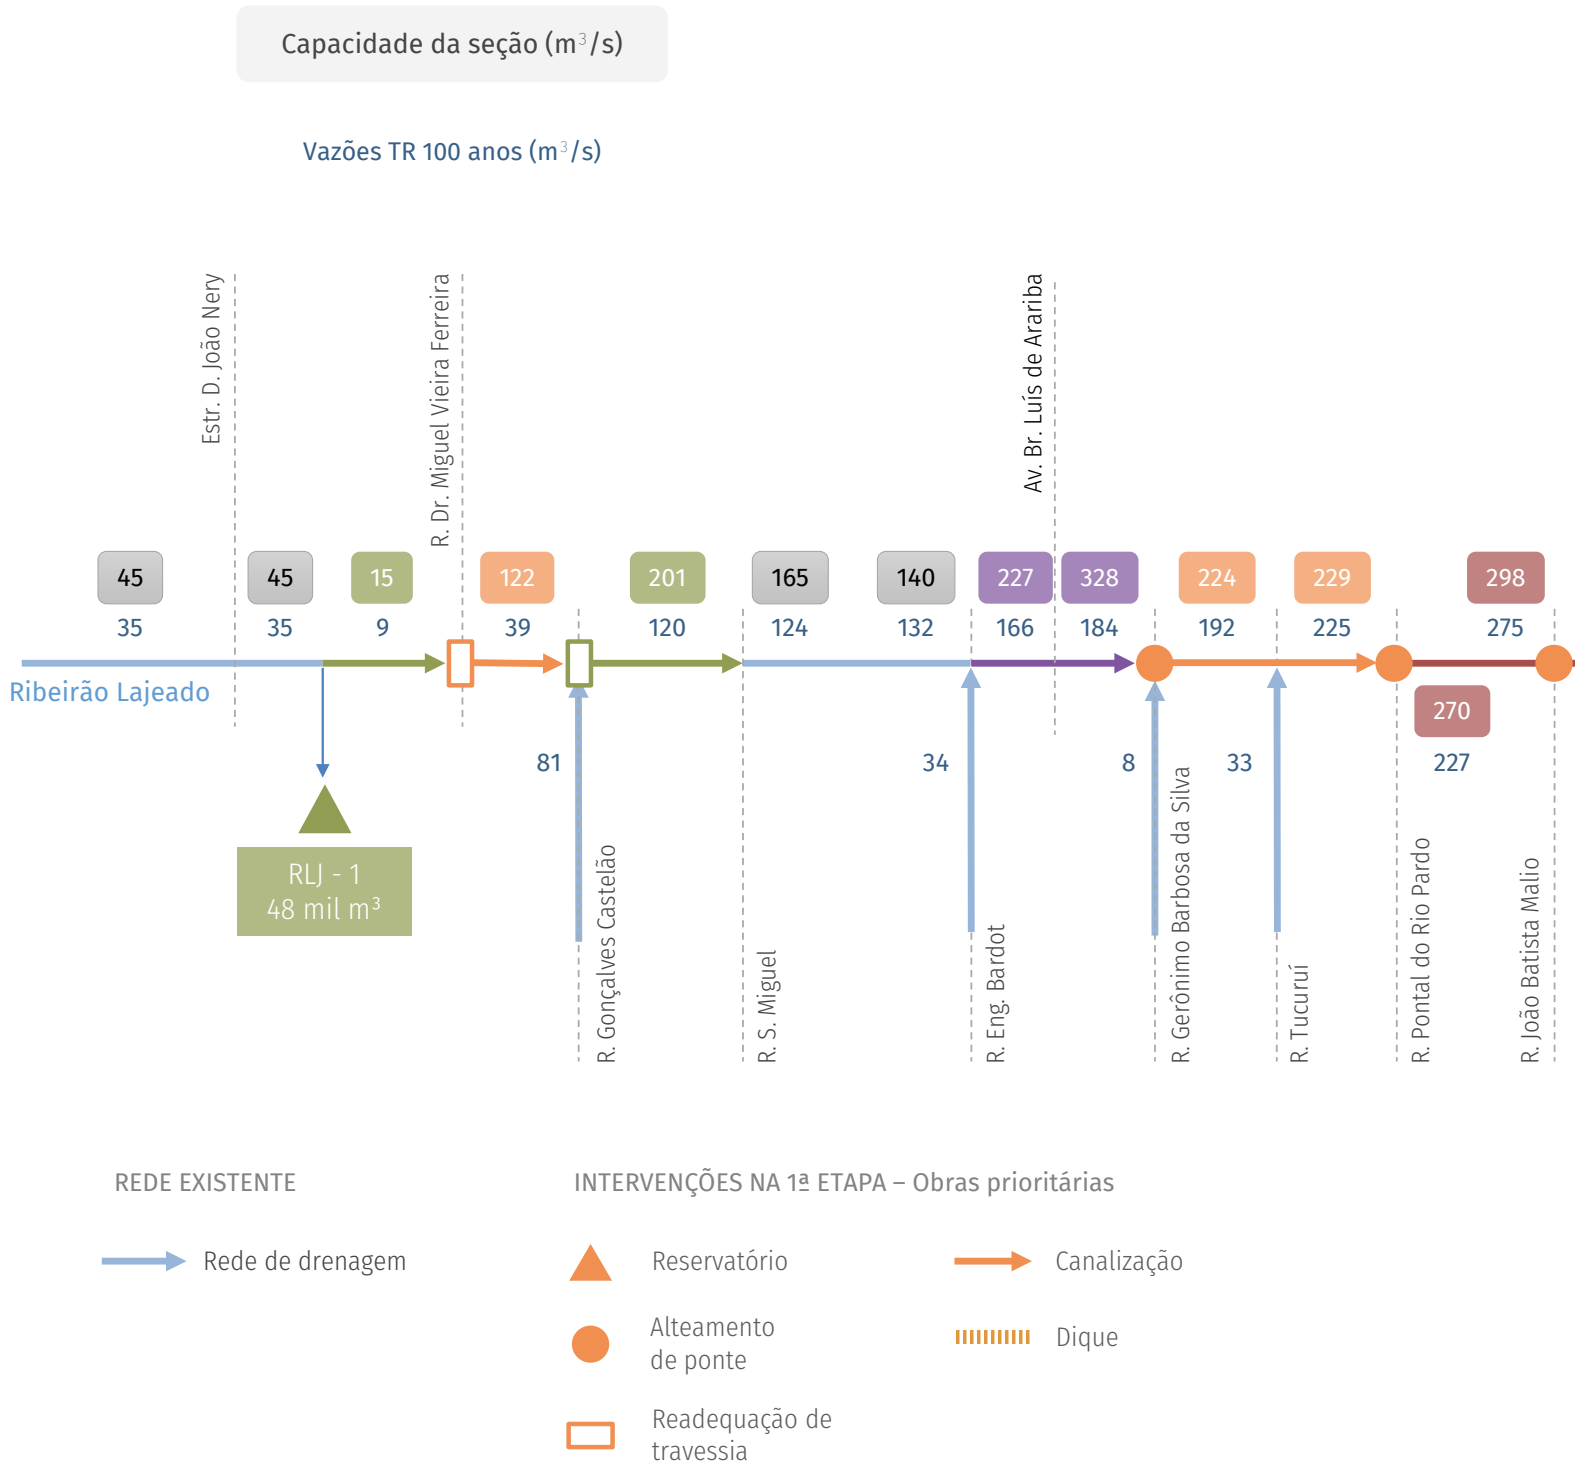 Capacidade da seção (m³/s)
Vazões TR 100 anos (m³/s)
Estr. D. João Nery
R. Dr. Miguel Vieira Ferreira
Av. Br. Luís de Arariba
45
45
15
122
201
165
140
227
328
224
229
298
35
35
9
39
120
124
132
166
184
192
225
275
Ribeirão Lajeado
270
81
34
8
33
227
RLJ - 1
48 mil m³
R. Gonçalves Castelão
R. S. Miguel
R. Eng. Bardot
R. Gerônimo Barbosa da Silva
R. Tucuruí
R. Pontal do Rio Pardo
R. João Batista Malio
REDE EXISTENTE
INTERVENÇÕES NA 1ª ETAPA – Obras prioritárias
Rede de drenagem
Reservatório
Canalização
Alteamento
de ponte
Dique
Readequação de
travessia